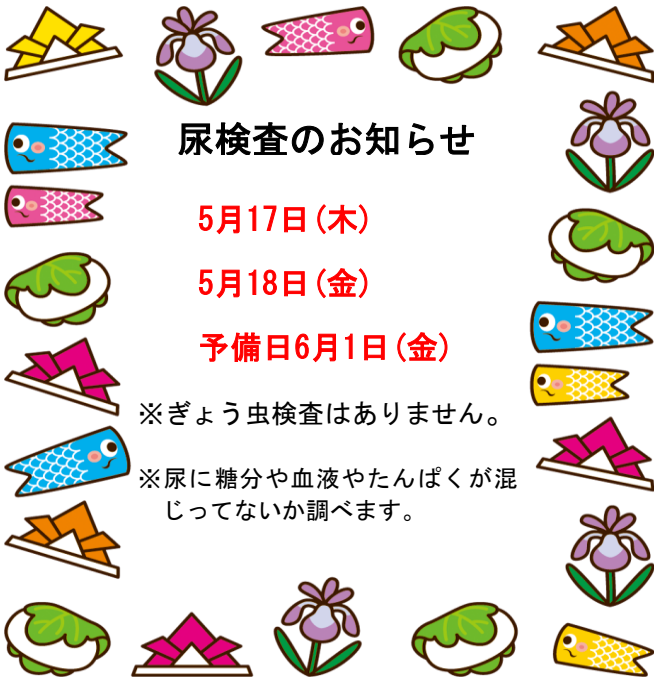 尿検査のお知らせ
5月17日(木)
5月18日(金)
予備日6月1日(金)
※ぎょう虫検査はありません。
※尿に糖分や血液やたんぱくが混
じってないか調べます。